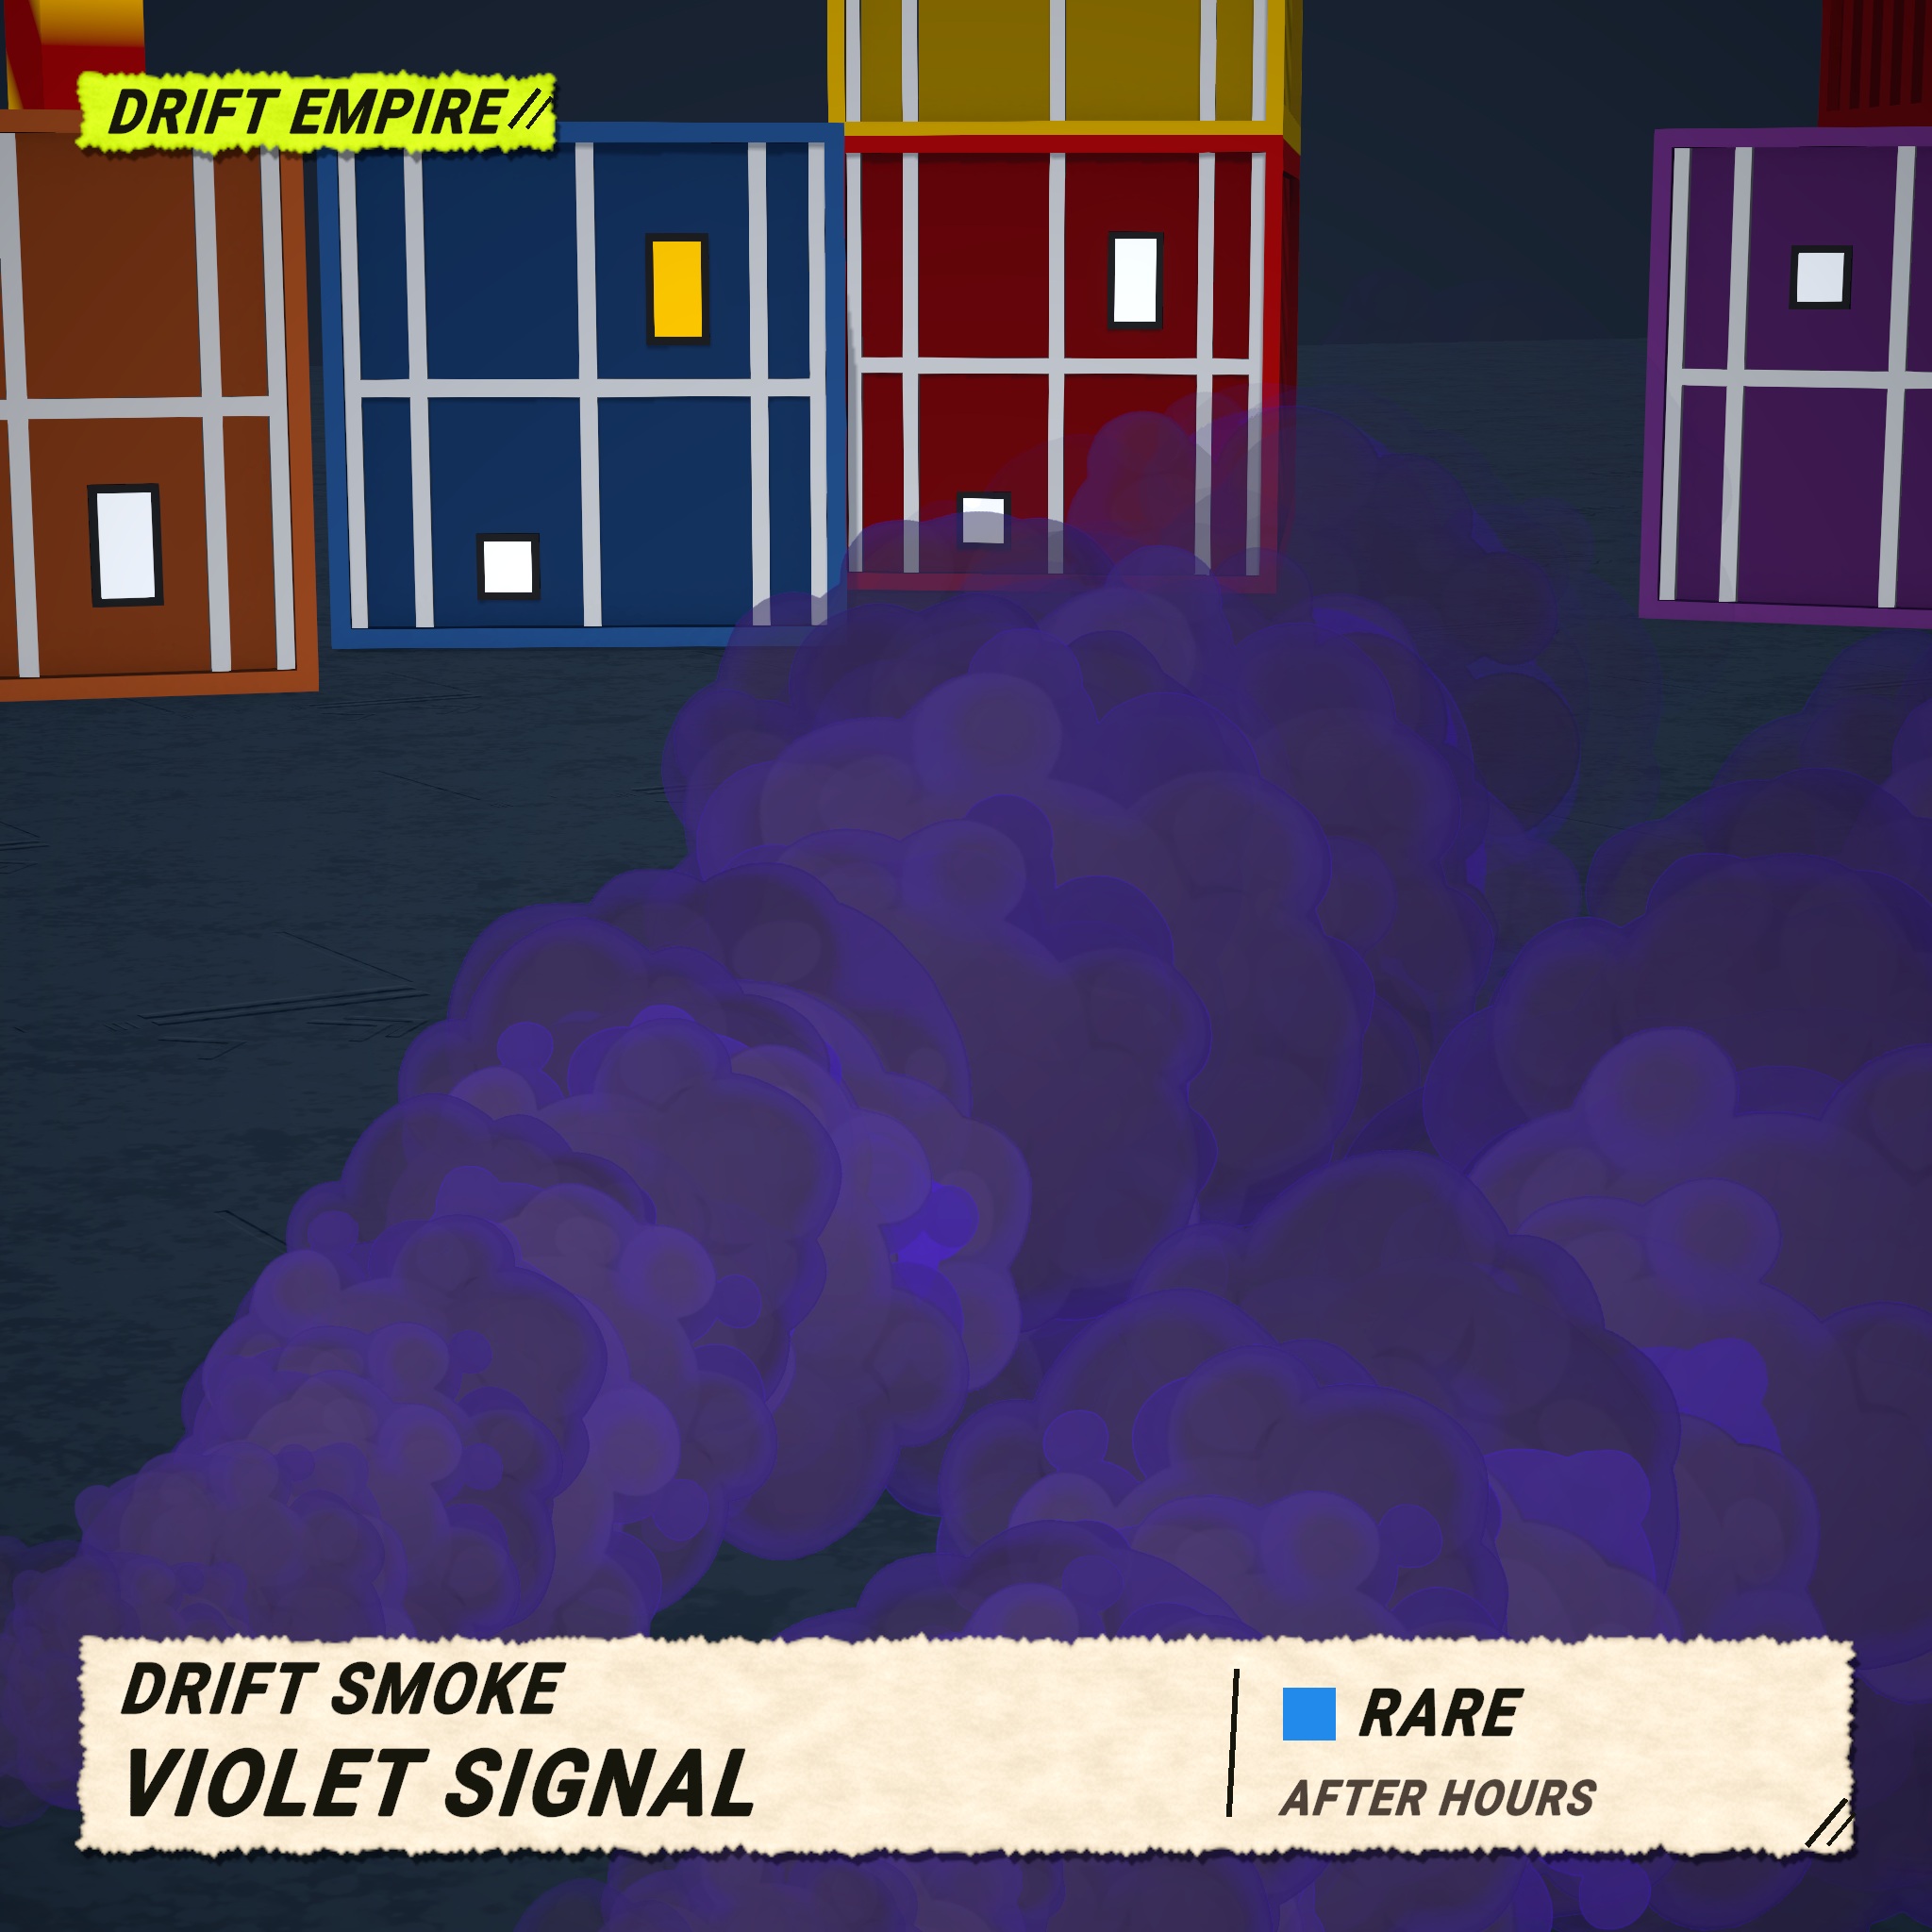 DRIFT EMPIRE//
DRIFT SMOKE
VIOLET SIGNAL
RARE
AFTER HOURS